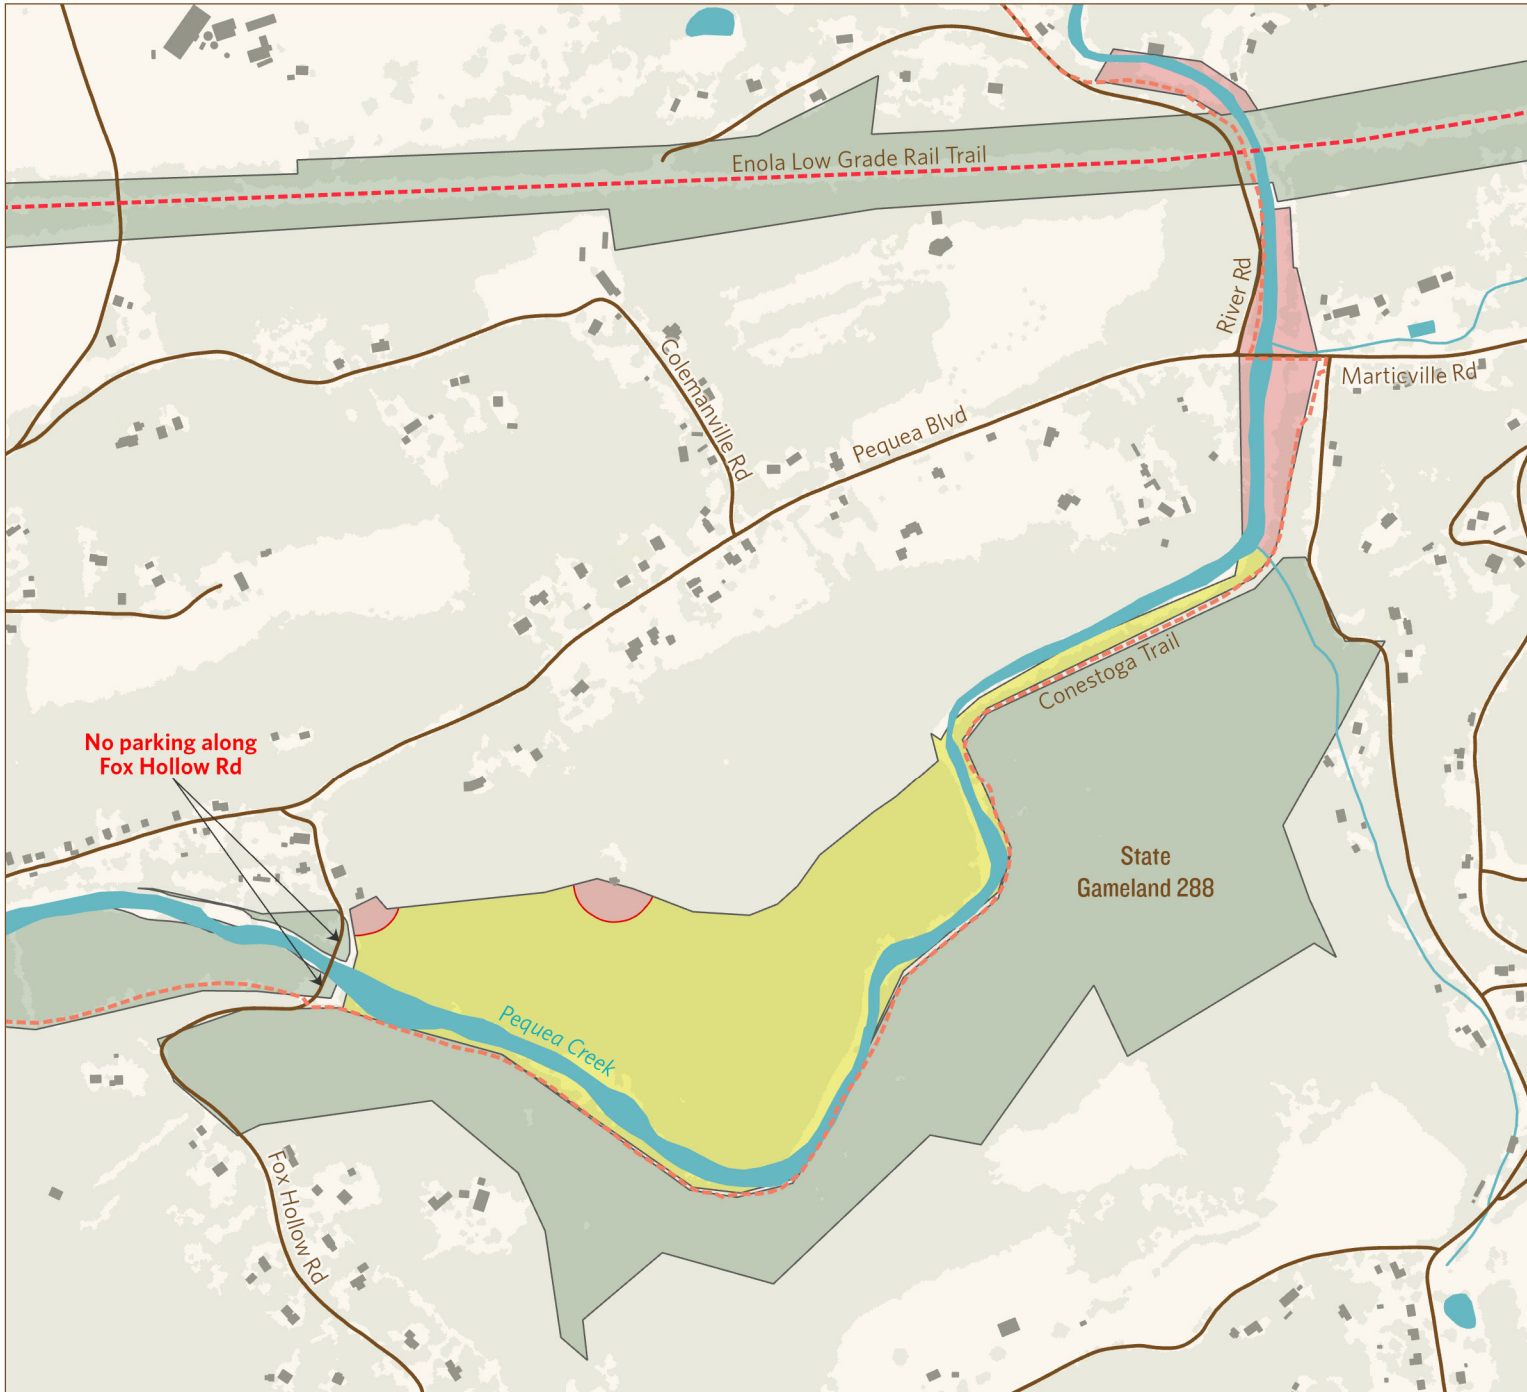 Enola Low Grade Rail Trail
River Rd
Colemanville Rd
Marticville Rd
Pequea Blvd
Conestoga Trail
No parking along
Fox Hollow Rd
State
Gameland 288
Pequea Creek
Fox Hollow Rd